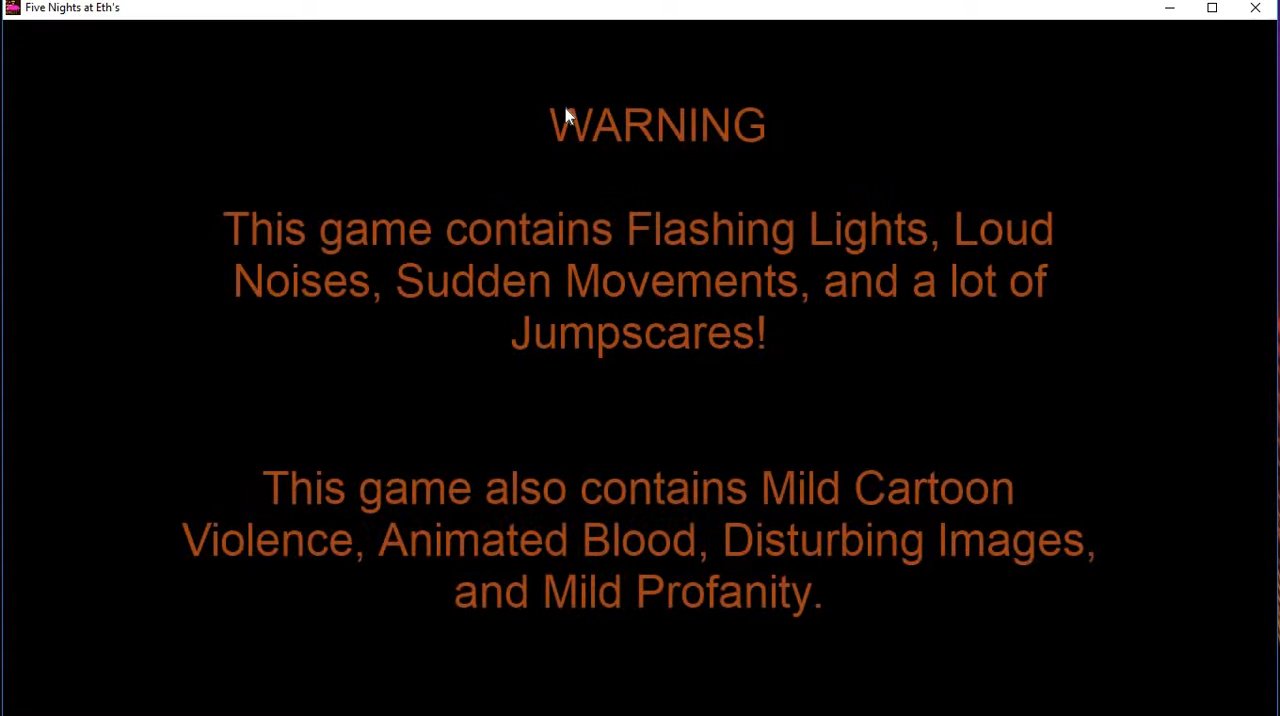 Five Nights at Eth's
WARNING
This game contains Flashing Lights, Loud
Noises, Sudden Movements, and a lot of
Jumpscares!
This game also contains Mild Cartoon
Violence, Animated Blood, Disturbing Images,
and Mild Profanity.